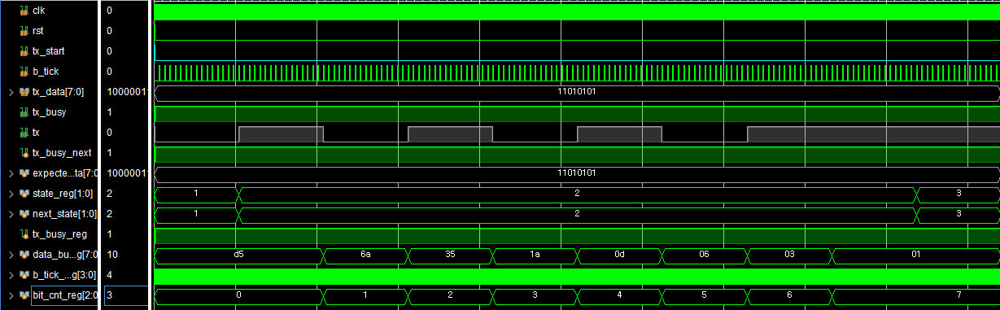 clk 0
rst 0
tx_start 0
b_tick 0
tx_data[7:0] 1000001 11010101
tx_busy 1
tx 0
tx_busy_next 1
expecte...ta[7:0 1000001 11010101
state_reg[1:0] 2 1 2 3
next_state[1:0] 2 1 2 3
tx_busy_reg 1
data_bu...g[7:0 10 d5 6a 35 1a 0d 06 03 01
b_tick_...g[3:0] 4
bit_cnt_reg[2:0 3 0 1 2 3 4 5 6 7